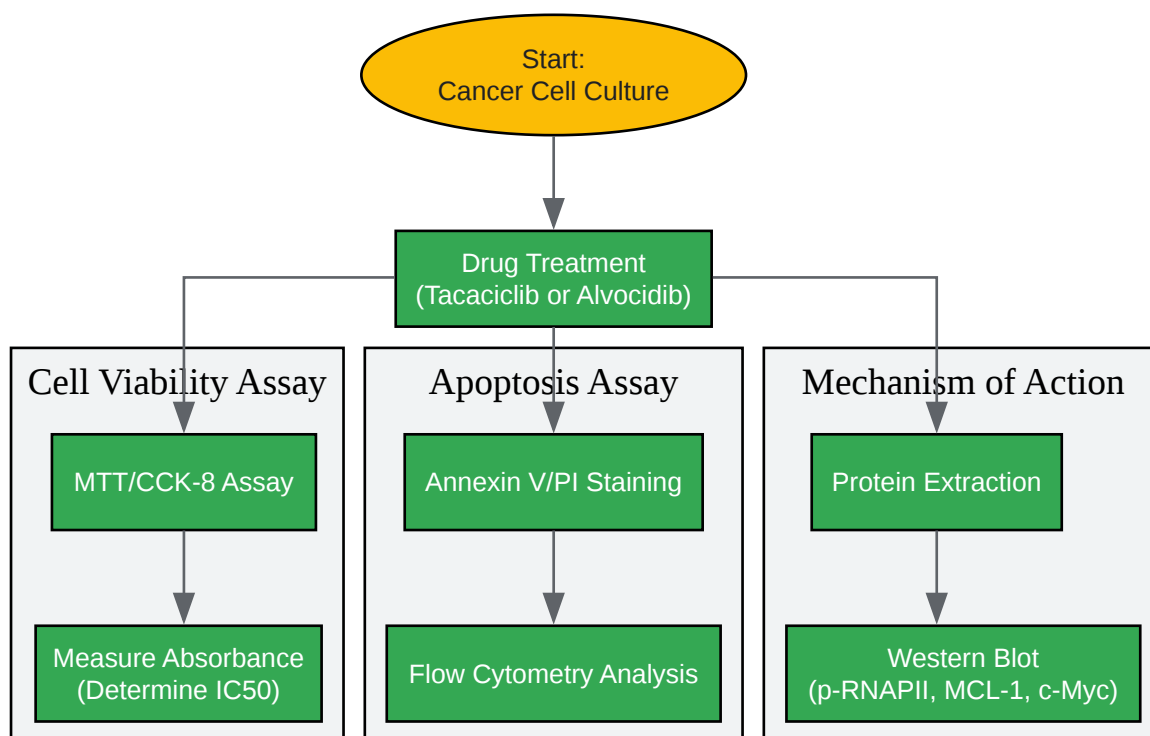 Start:
Cancer Cell Culture
Drug Treatment
(Tacaciclib or Alvocidib)
Cell Viability Assay
MTT/CCK-8 Assay
Measure Absorbance
(Determine IC50)
Apoptosis Assay
Annexin V/PI Staining
Flow Cytometry Analysis
Mechanism of Action
Protein Extraction
Western Blot
(p-RNAPII, MCL-1, c-Myc)